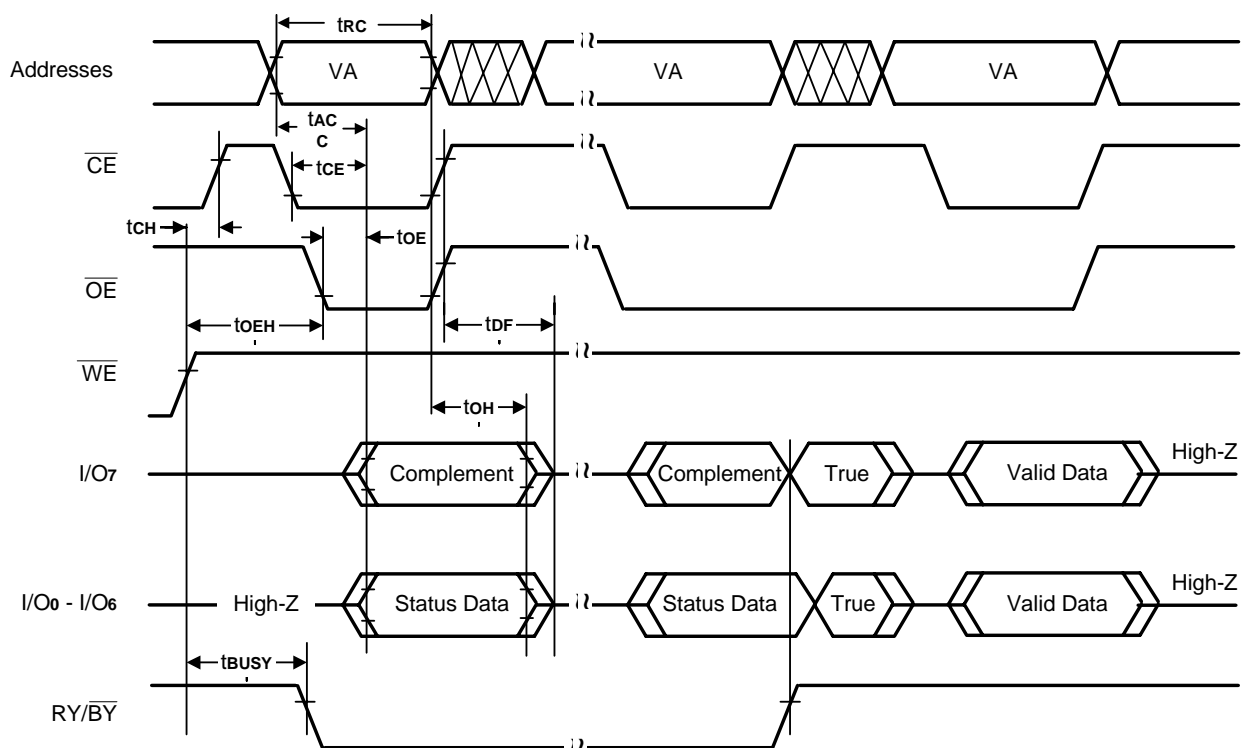 tRC
Addresses
VA
VA
VA
tAC
C
CE
tCE
tCH
tOE
OE
tOEH
tDF
WE
tOH
I/O7
Complement
Complement
True
Valid Data
High-Z
I/O0 - I/O6
High-Z
Status Data
Status Data
True
Valid Data
High-Z
tBUSY
RY/BY